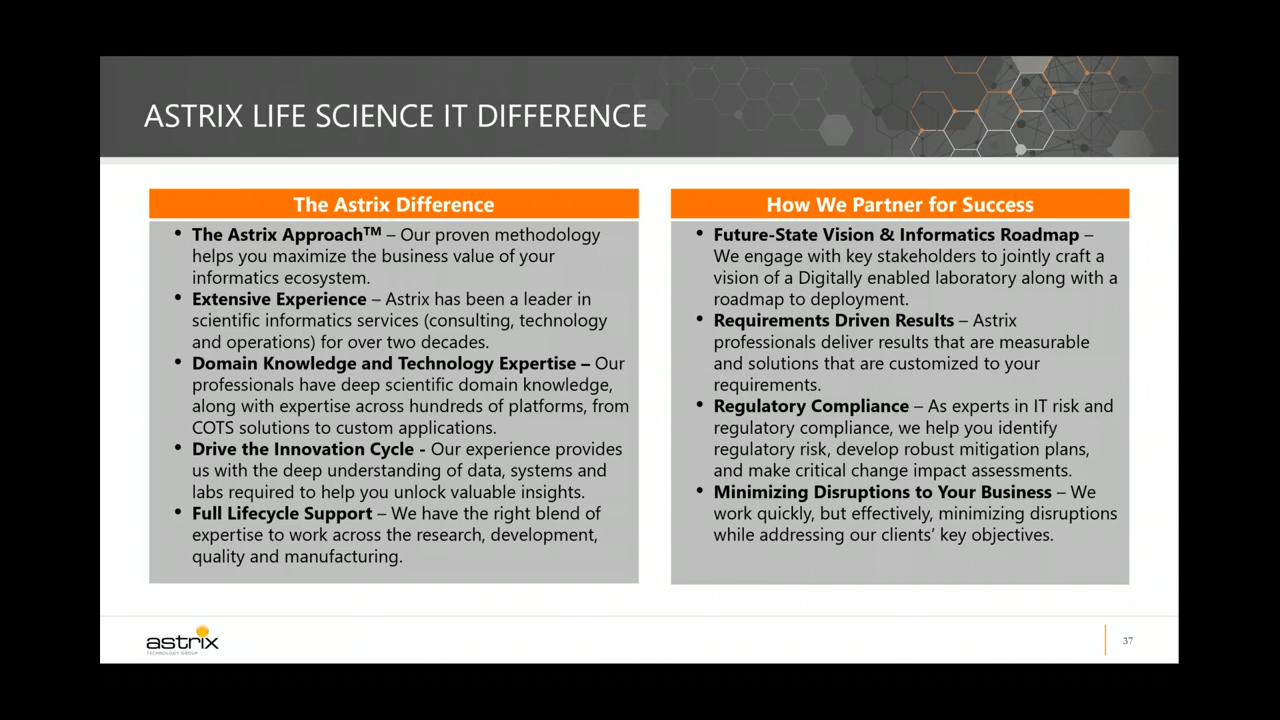 ASTRIX LIFE SCIENCE IT DIFFERENCE
The Astrix Difference
• The Astrix Approach™ – Our proven methodology
helps you maximize the business value of your
informatics ecosystem.
• Extensive Experience – Astrix has been a leader in
scientific informatics services (consulting, technology
and operations) for over two decades.
• Domain Knowledge and Technology Expertise – Our
professionals have deep scientific domain knowledge,
along with expertise across hundreds of platforms, from
COTS solutions to custom applications.
• Drive the Innovation Cycle - Our experience provides
us with the deep understanding of data, systems and
labs required to help you unlock valuable insights.
• Full Lifecycle Support – We have the right blend of
expertise to work across the research, development,
quality and manufacturing.
How We Partner for Success
• Future-State Vision & Informatics Roadmap –
We engage with key stakeholders to jointly craft a
vision of a Digitally enabled laboratory along with a
roadmap to deployment.
• Requirements Driven Results – Astrix
professionals deliver results that are measurable
and solutions that are customized to your
requirements.
• Regulatory Compliance – As experts in IT risk and
regulatory compliance, we help you identify
regulatory risk, develop robust mitigation plans,
and make critical change impact assessments.
• Minimizing Disruptions to Your Business – We
work quickly, but effectively, minimizing disruptions
while addressing our clients’ key objectives.
astrix
TECHNOLOGY GROUP
37